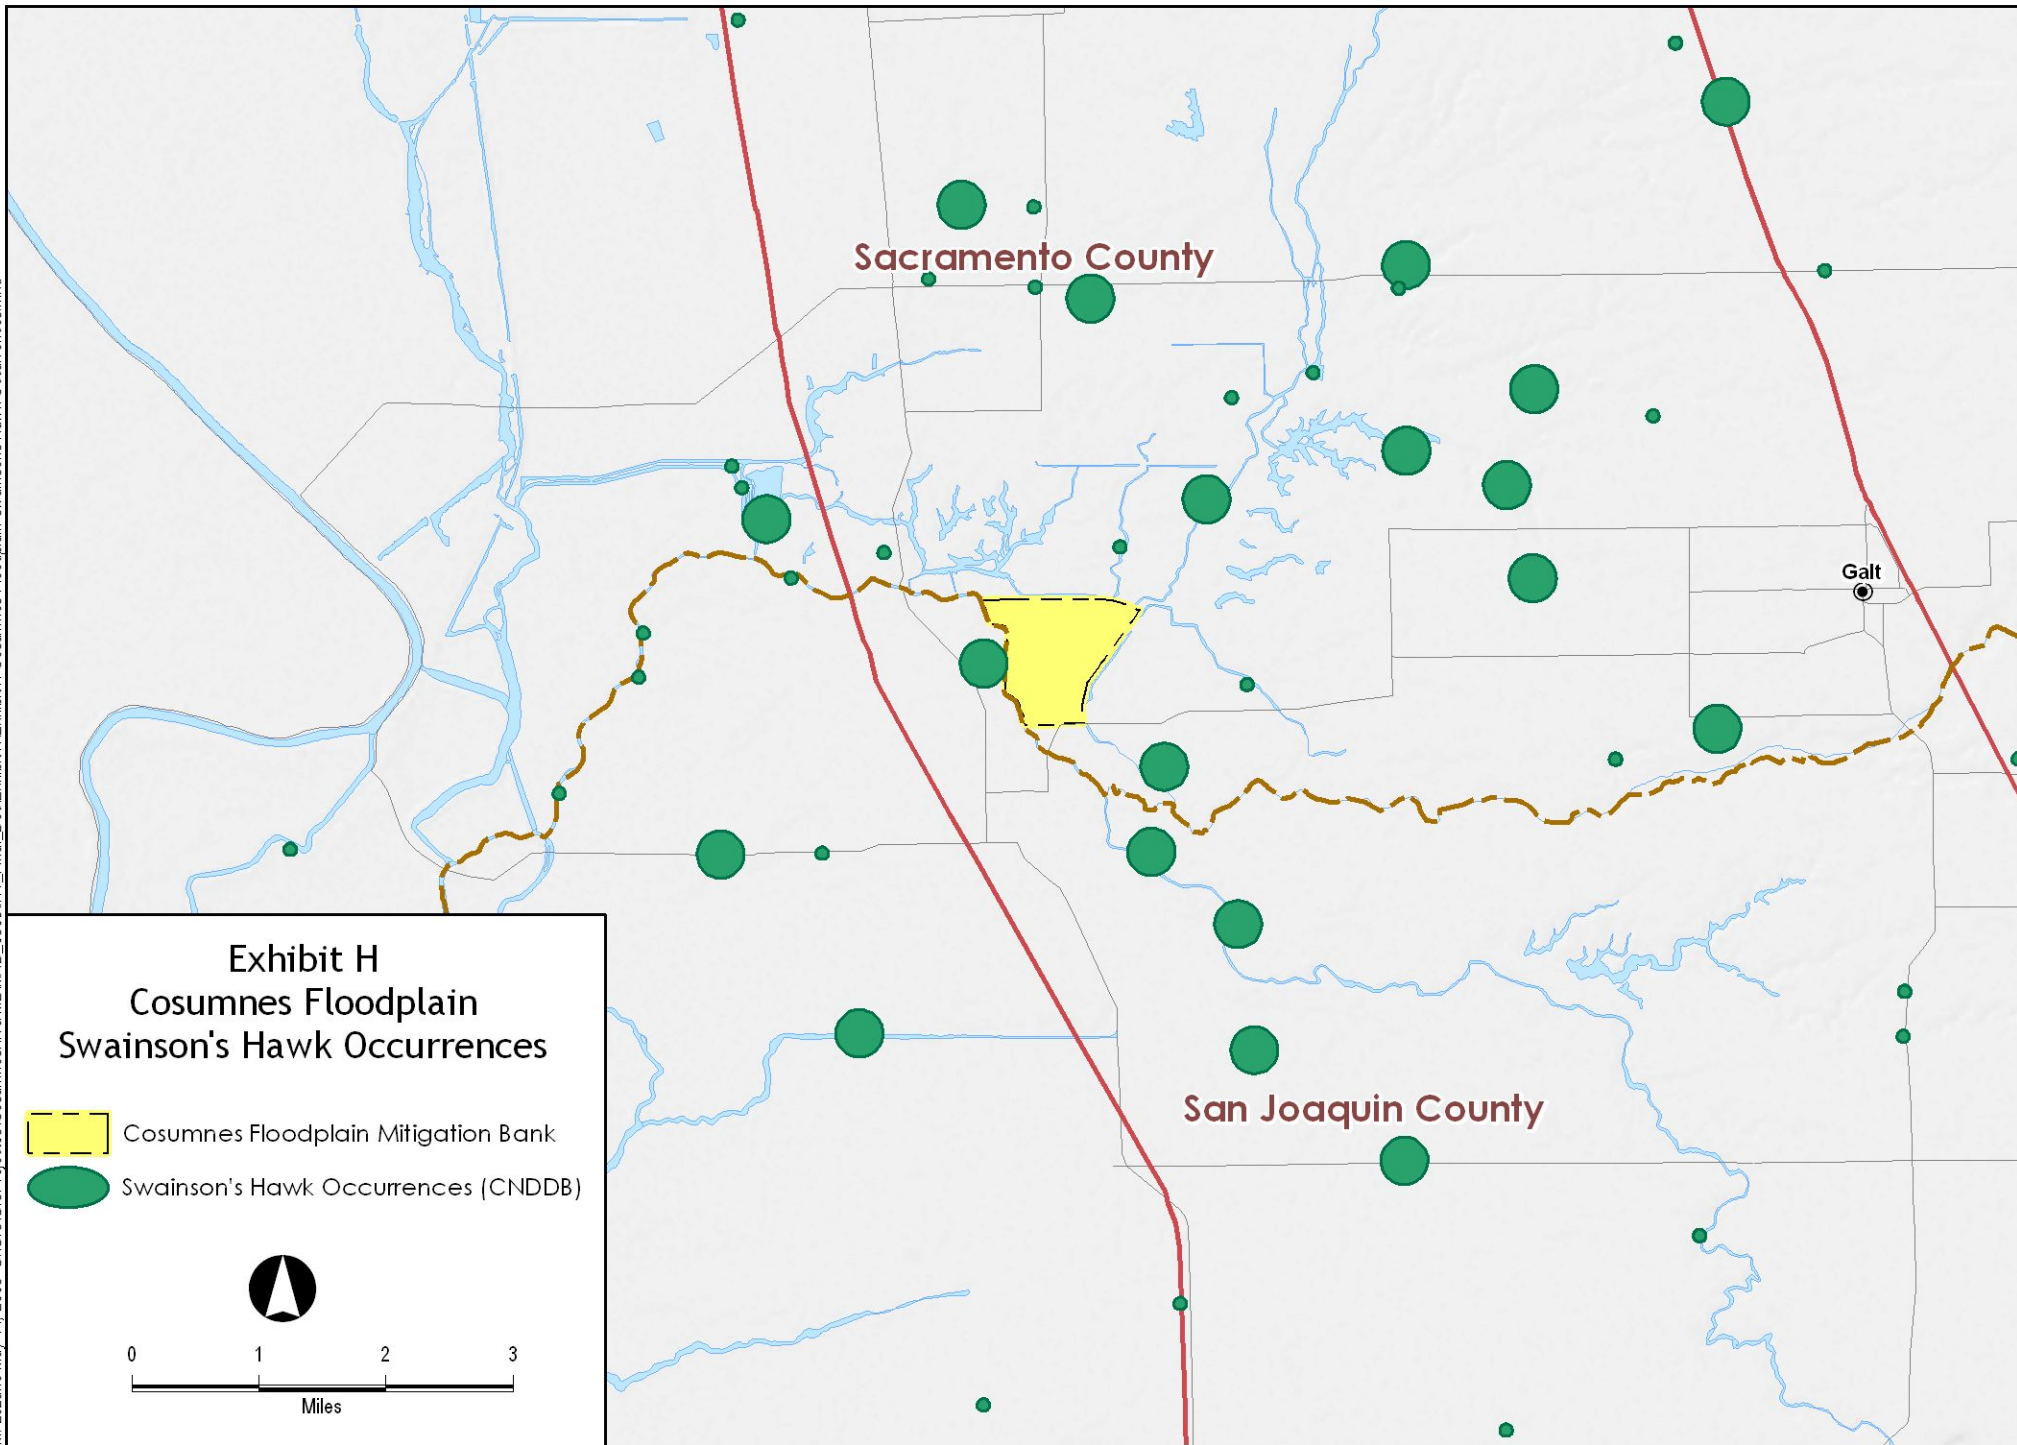 Sacramento County
Galt
San Joaquin County
Exhibit H
Cosumnes Floodplain
Swainson's Hawk Occurrences
Cosumnes Floodplain Mitigation Bank
Swainson's Hawk Occurrences (CNDDB)
0 1 2 3
Miles